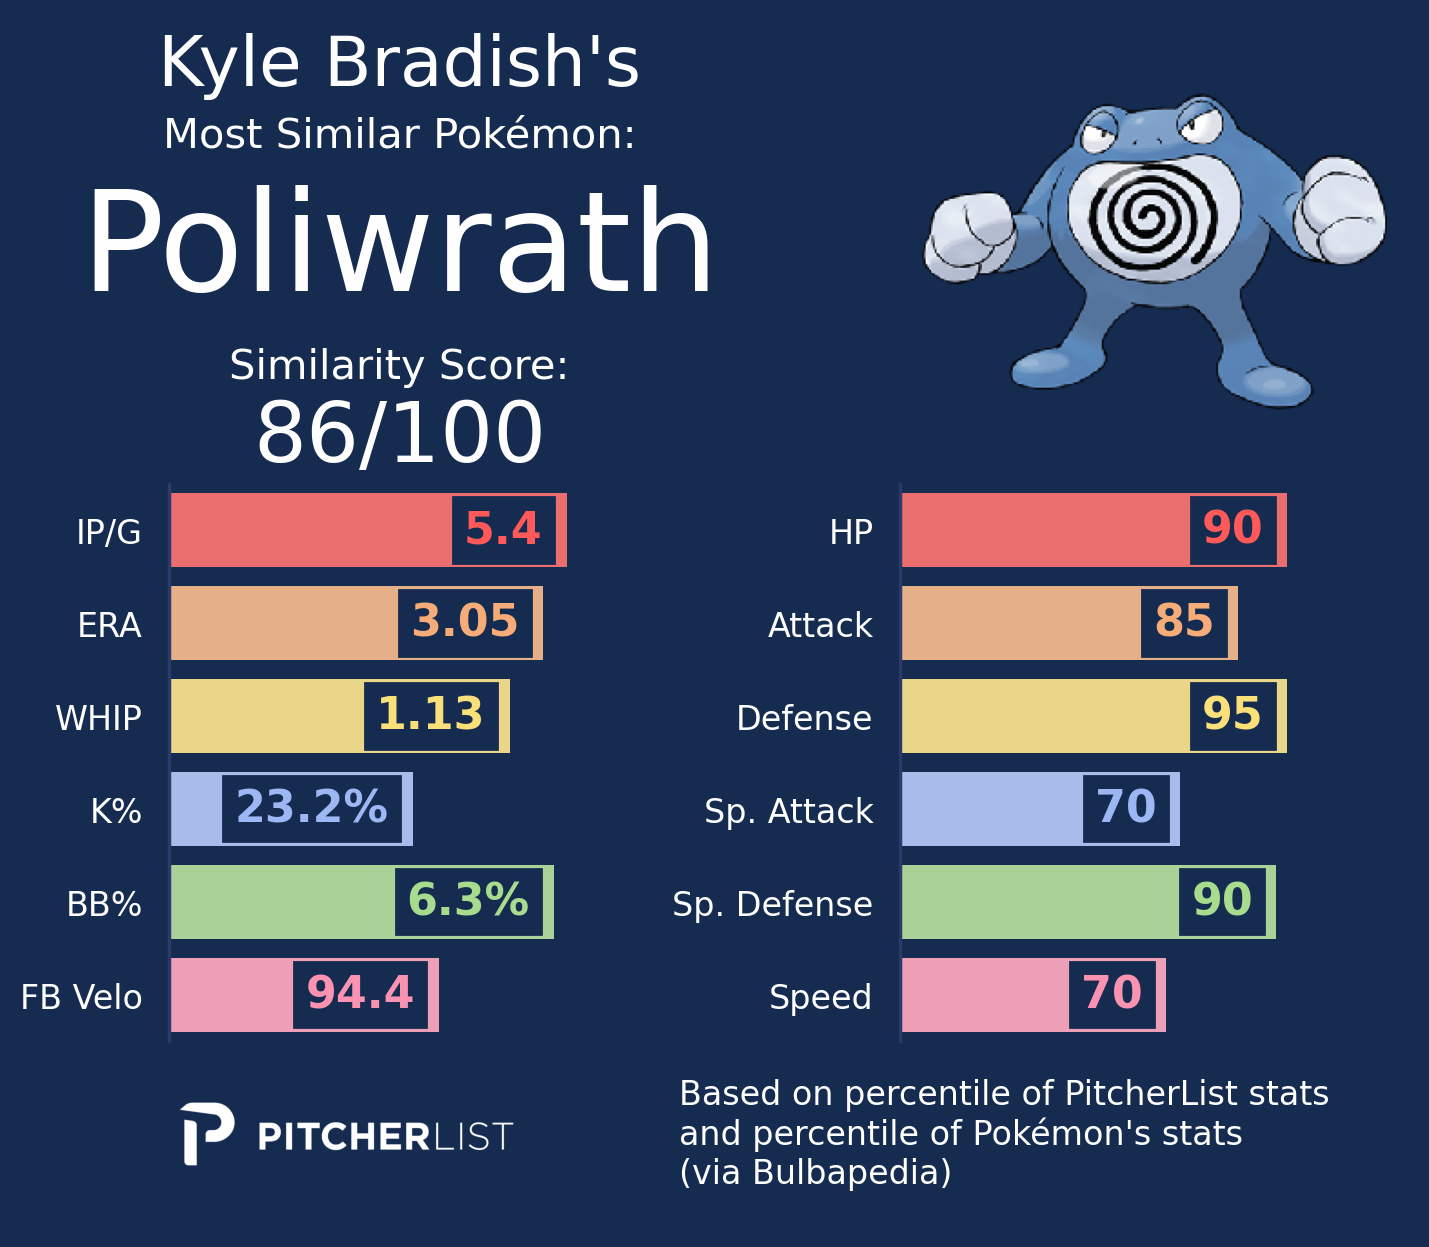 Kyle Bradish's
Most Similar Pokémon:
Poliwrath
Similarity Score:
86/100
IP/G 5.4
ERA 3.05
WHIP 1.13
K% 23.2%
BB% 6.3%
FB Velo 94.4
HP 90
Attack 85
Defense 95
Sp. Attack 70
Sp. Defense 90
Speed 70
PITCHERLIST
Based on percentile of PitcherList stats
and percentile of Pokémon's stats
(via Bulbapedia)